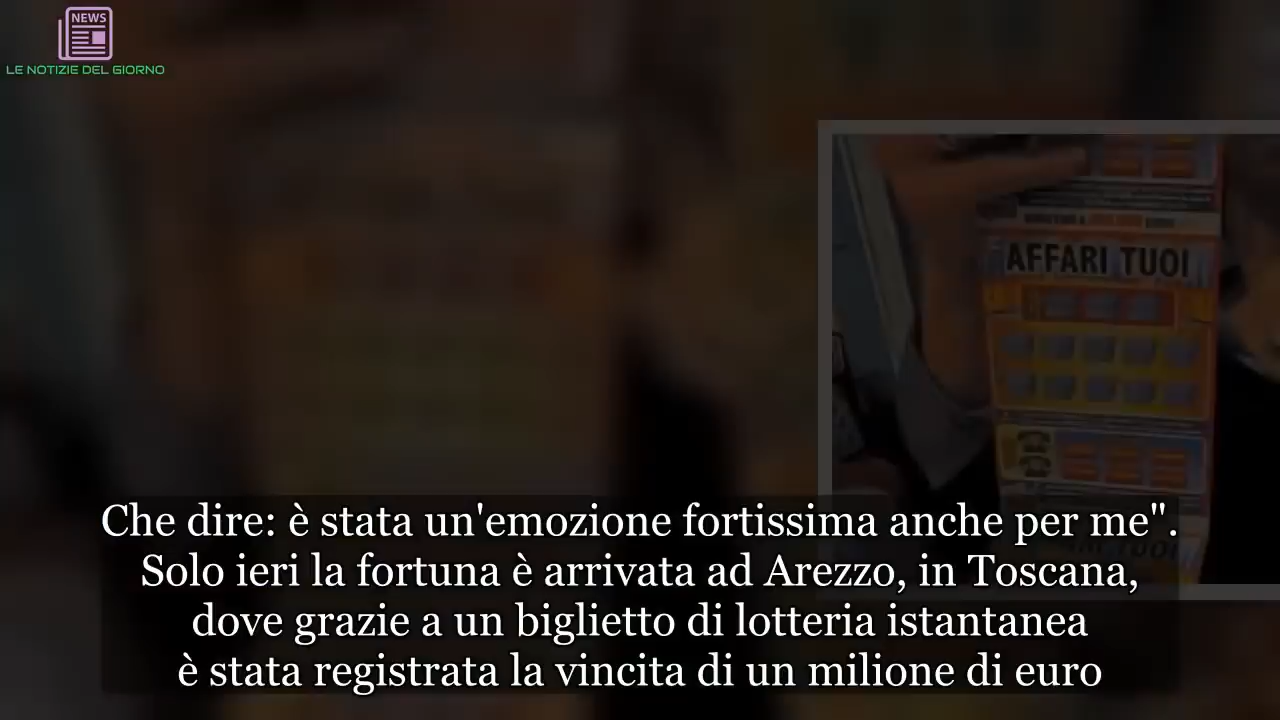 NEWS
LE NOTIZIE DEL GIORNO
AFFARI TUOI
Che dire: è stata un'emozione fortissima anche per me".
Solo ieri la fortuna è arrivata ad Arezzo, in Toscana,
dove grazie a un biglietto di lotteria istantanea
è stata registrata la vincita di un milione di euro